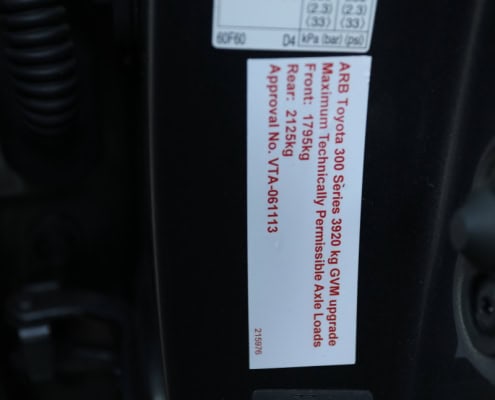 (2.3) (2.3)
(33) (33)
60F60 D4 kPa (bar) (psi)
ARB Toyota 300 Series 3920 kg GVM upgrade
Maximum Technically Permissible Axle Loads
Front: 1795kg
Rear: 2125kg
Approval No. VTA-061113
215976